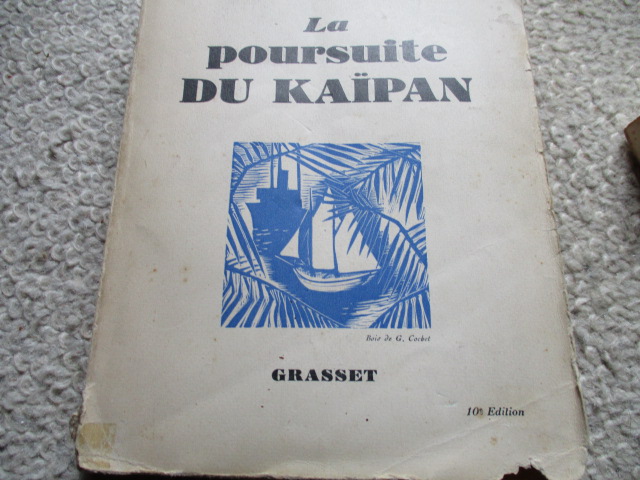 La
poursuite
DU KAÏPAN
Bois de G. Cochet
GRASSET
10e Edition